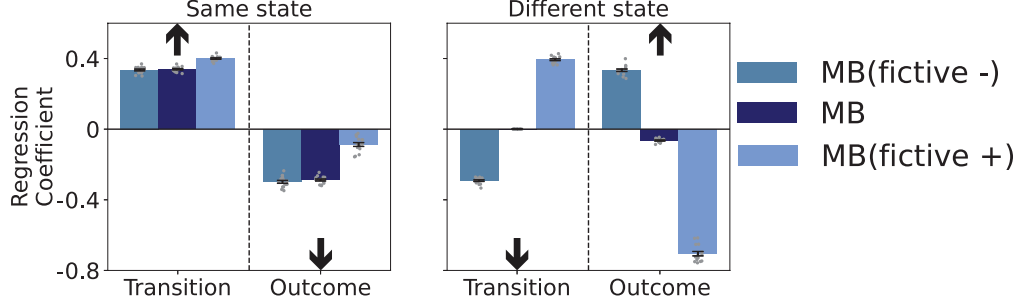 Same state
Different state
Regression
Coefficient
0.4
0
-0.4
-0.8
Transition
Outcome
Transition
Outcome
MB(fictive -)
MB
MB(fictive +)